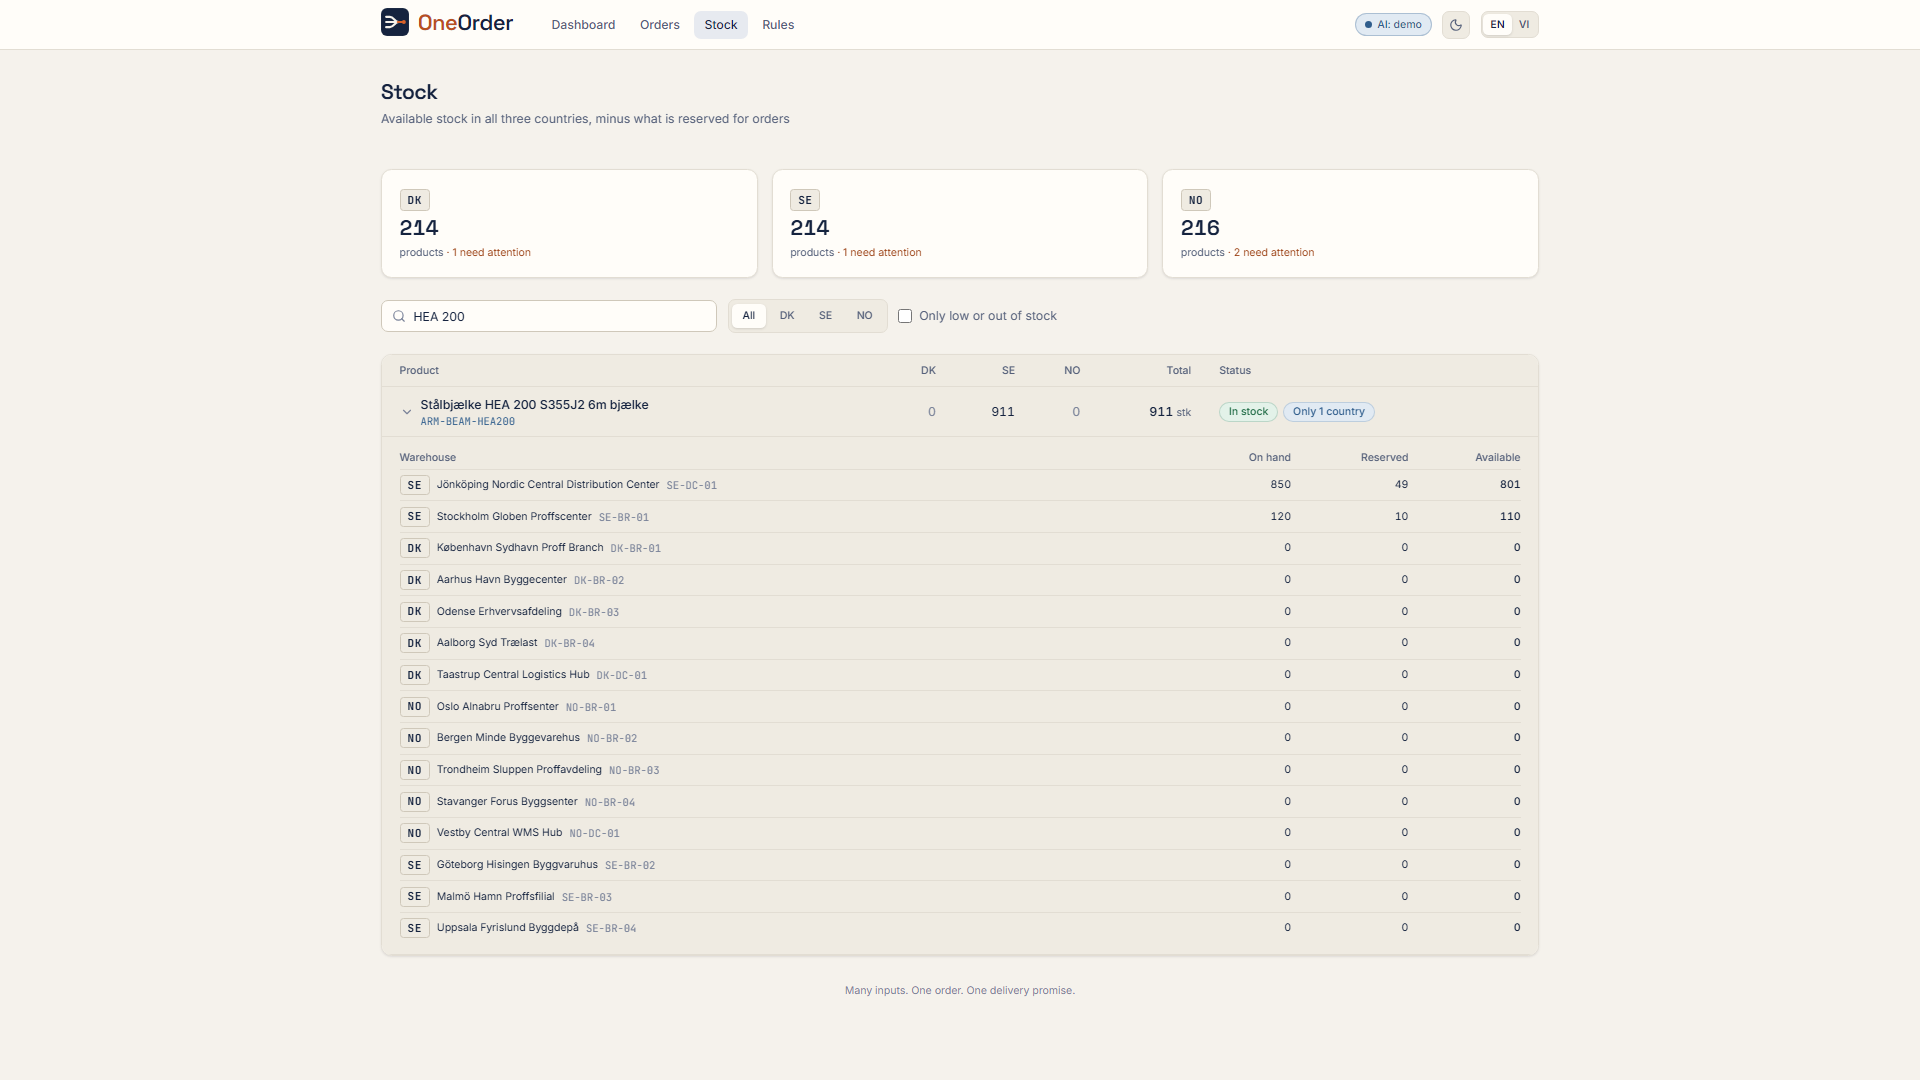 OneOrder Dashboard Orders Stock Rules AI: demo EN VI
Stock
Available stock in all three countries, minus what is reserved for orders
DK SE NO
214 214 216
products · 1 need attention products · 1 need attention products · 2 need attention
HEA 200 All DK SE NO Only low or out of stock
Product DK SE NO Total Status
Stålbjælke HEA 200 S355J2 6m bjælke 0 911 0 911 stk In stock Only 1 country
ARM-BEAM-HEA200
Warehouse On hand Reserved Available
SE Jönköping Nordic Central Distribution Center SE-DC-01 850 49 801
SE Stockholm Globen Proffscenter SE-BR-01 120 10 110
DK København Sydhavn Proff Branch DK-BR-01 0 0 0
DK Aarhus Havn Byggecenter DK-BR-02 0 0 0
DK Odense Erhvervsafdeling DK-BR-03 0 0 0
DK Aalborg Syd Trælast DK-BR-04 0 0 0
DK Taastrup Central Logistics Hub DK-DC-01 0 0 0
NO Oslo Alnabru Proffsenter NO-BR-01 0 0 0
NO Bergen Minde Byggevarehus NO-BR-02 0 0 0
NO Trondheim Sluppen Proffavdeling NO-BR-03 0 0 0
NO Stavanger Forus Byggsenter NO-BR-04 0 0 0
NO Vestby Central WMS Hub NO-DC-01 0 0 0
SE Göteborg Hisingen Byggvaruhus SE-BR-02 0 0 0
SE Malmö Hamn Proffsfilial SE-BR-03 0 0 0
SE Uppsala Fyrislund Byggdepå SE-BR-04 0 0 0
Many inputs. One order. One delivery promise.